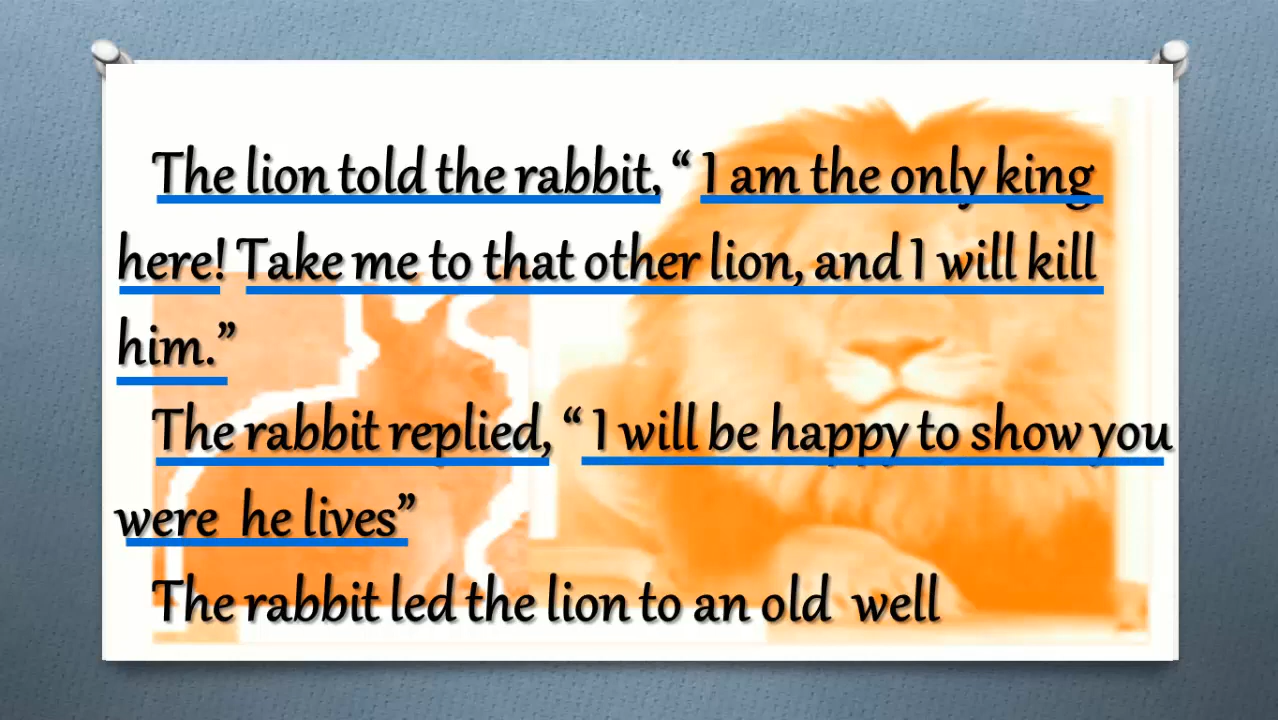 The lion told the rabbit, “ I am the only king
here! Take me to that other lion, and I will kill
him.”
The rabbit replied, “ I will be happy to show you
were he lives”
The rabbit led the lion to an old well